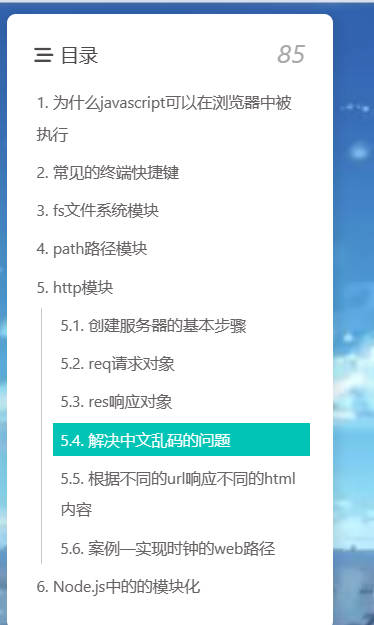 目录
85
1. 为什么javascript可以在浏览器中被
执行
2. 常见的终端快捷键
3. fs文件系统模块
4. path路径模块
5. http模块
5.1. 创建服务器的基本步骤
5.2. req请求对象
5.3. res响应对象
5.4. 解决中文乱码的问题
5.5. 根据不同的url响应不同的html
内容
5.6. 案例—实现时钟的web路径
6. Node.js中的的模块化